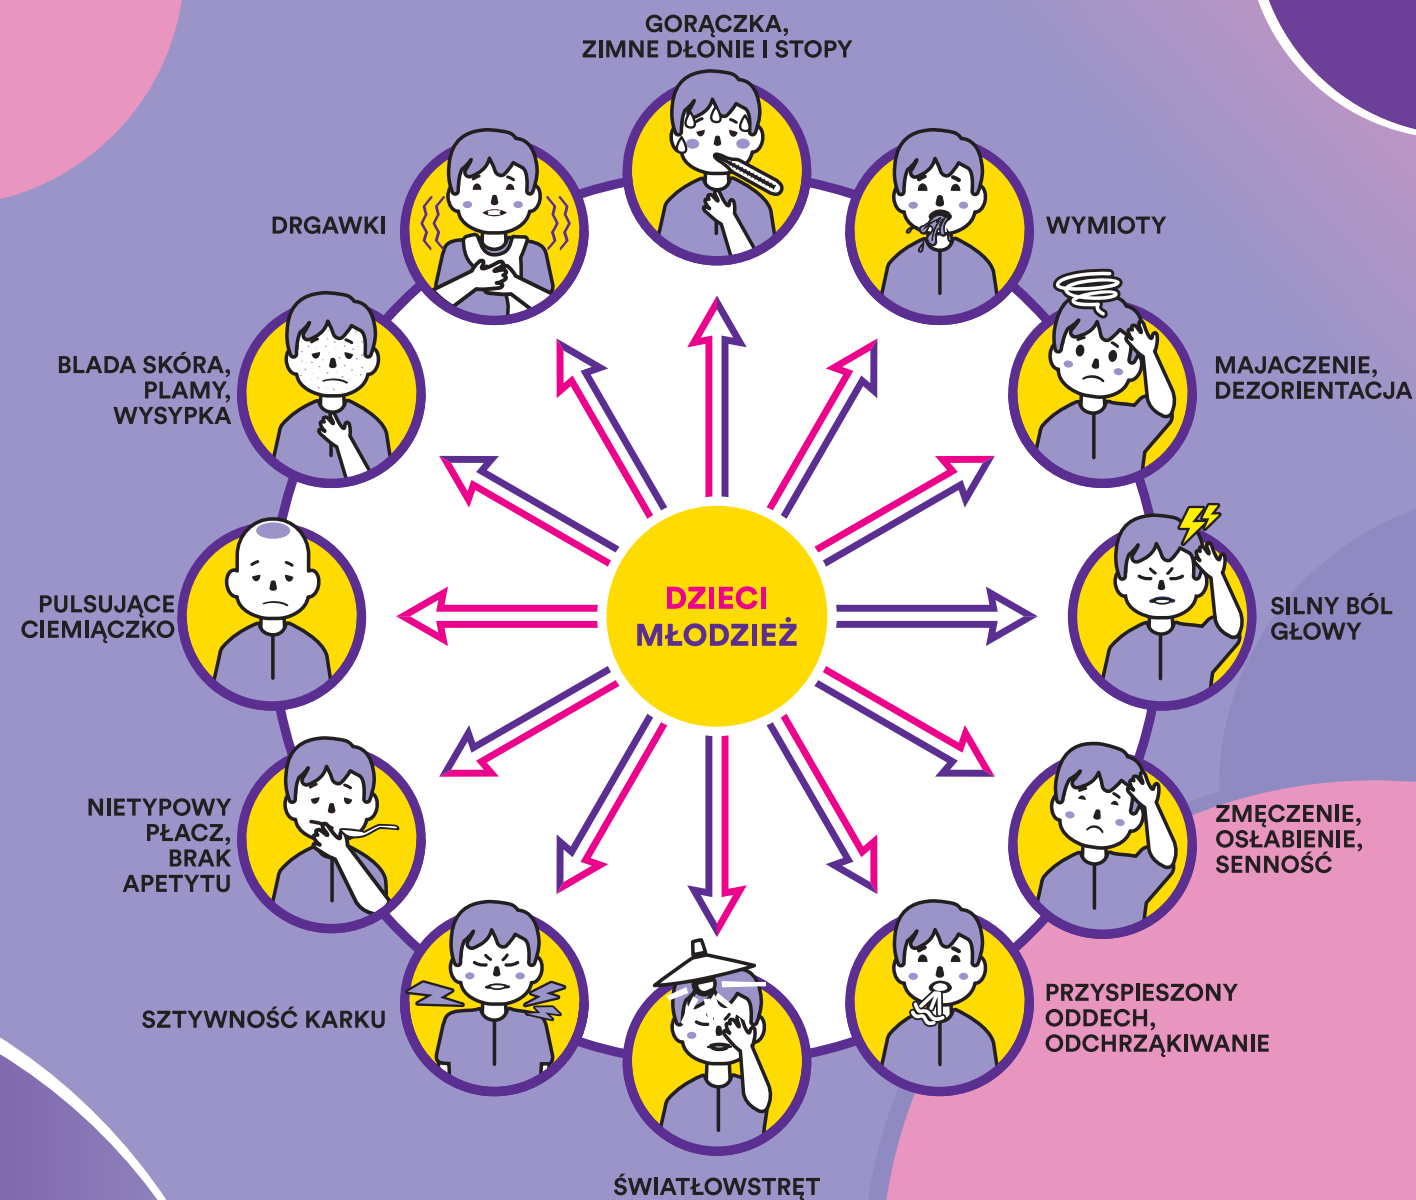 GORĄCZKA,
ZIMNE DŁONIE I STOPY
WYMIOTY
MAJACZENIE,
DEZORIENTACJA
SILNY BÓL
GŁOWY
ZMĘCZENIE,
OSŁABIENIE,
SENNOŚĆ
PRZYSPIESZONY
ODDECH,
ODCHRZĄKIWANIE
ŚWIATŁOWSTRĘT
SZTYWNOŚĆ KARKU
NIETYPOWY
PŁACZ,
BRAK
APETYTU
PULSUJĄCE
CIEMIĄCZKO
BLADA SKÓRA,
PLAMY,
WYSYPKA
DRGAWKI
DZIECI
MŁODZIEŻ